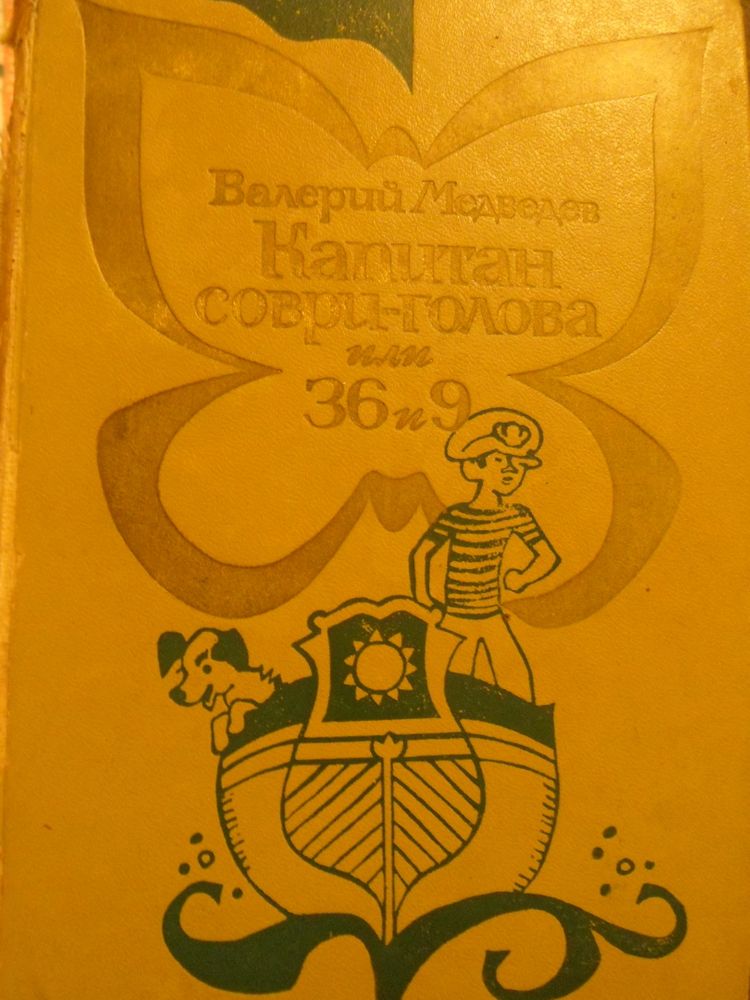 Валерий Медведев
Капитан
соври-голова
или
36 и 9